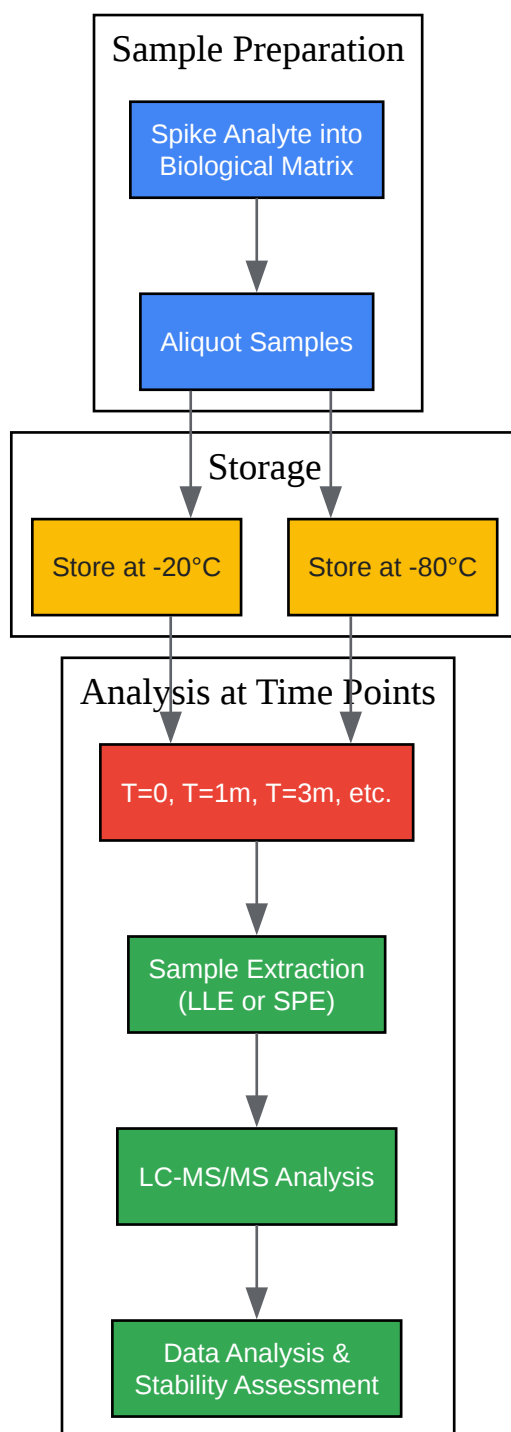 Sample Preparation
Spike Analyte into
Biological Matrix
Aliquot Samples
Storage
Store at -20°C
Store at -80°C
Analysis at Time Points
T=0, T=1m, T=3m, etc.
Sample Extraction
(LLE or SPE)
LC-MS/MS Analysis
Data Analysis &
Stability Assessment